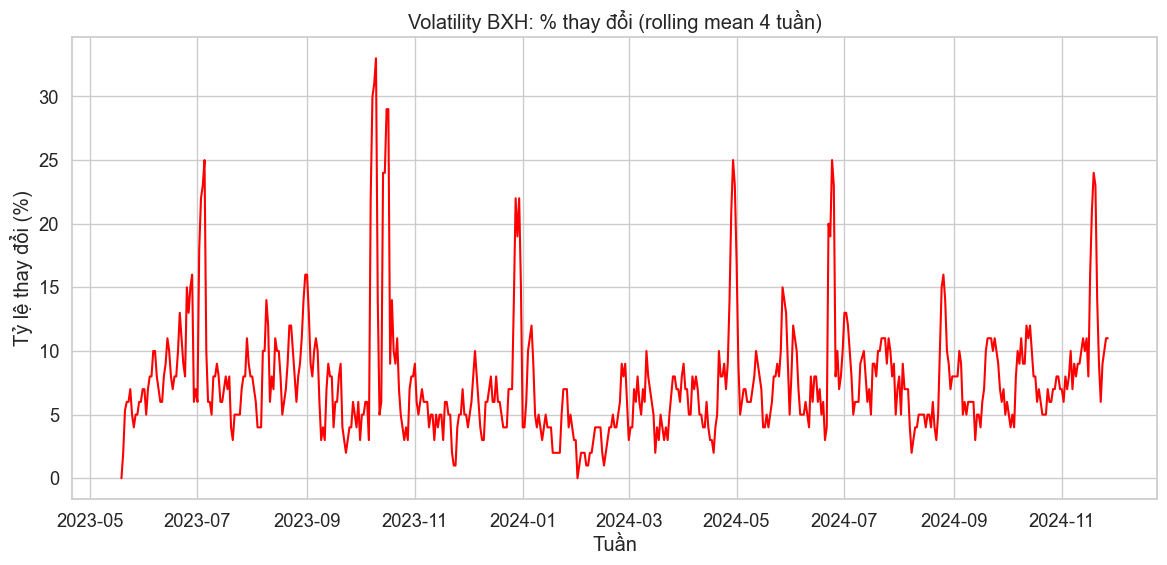 Volatility BXH: % thay đổi (rolling mean 4 tuần)
Tỷ lệ thay đổi (%)
30
25
20
15
10
5
0
2023-05 2023-07 2023-09 2023-11 2024-01 2024-03 2024-05 2024-07 2024-09 2024-11
Tuần